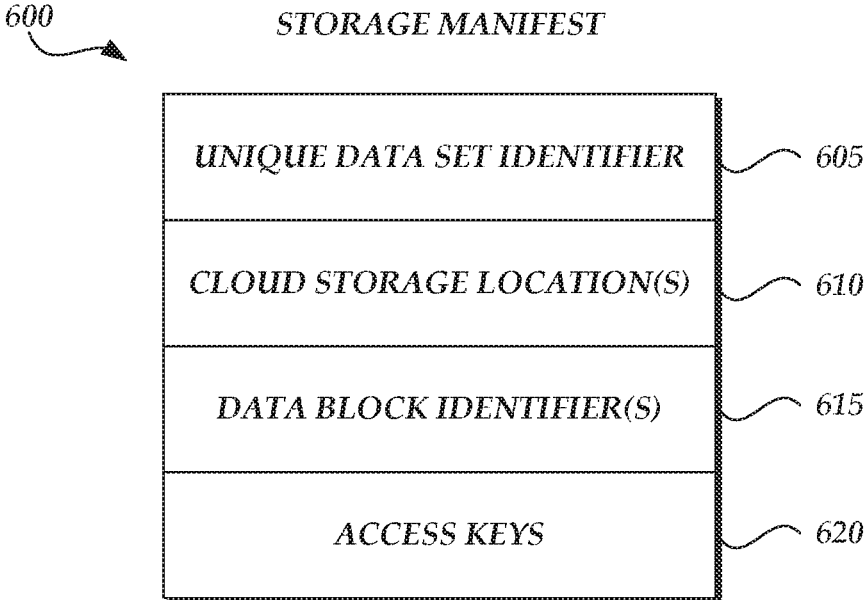 600
STORAGE MANIFEST
UNIQUE DATA SET IDENTIFIER 605
CLOUD STORAGE LOCATION(S) 610
DATA BLOCK IDENTIFIER(S) 615
ACCESS KEYS 620